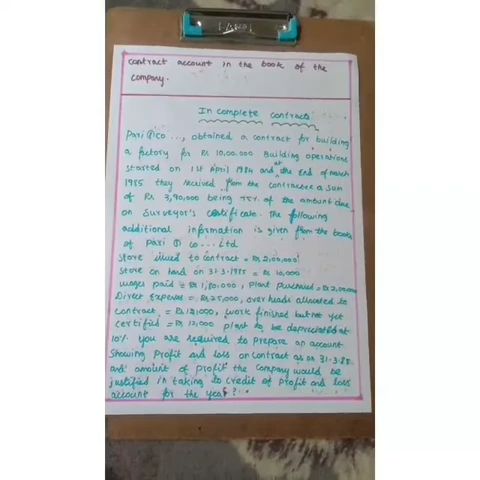 contract account in the book of the
company.
In complete contracts
Pari & co..., obtained a contract for building
a factory for Rs 10,00,000 Building operations
started on 1st April 1984 and at the end of march
1985 they received from the contractee a sum
of Rs 3,90,000 being 75% of the amount due
on surveyor's certificate. The following
additional information is given from the books
of Pari & co... Ltd.
Store issued to contract = Rs 2,00,000
Store on hand on 31-3-1985 = Rs 10,000
wages paid = Rs 1,80,000, plant purchased = Rs 2,00,000
Direct Expenses = Rs 25,000, over heads allocated to
contract = Rs 12,000, work finished but not yet
certified = Rs 12,000 plant to be depreciated at
10% you are required to prepare an account
showing profit and loss on contract as on 31-3-85
and amount of profit the company would be
justified in taking to credit of profit and loss
account for the year?